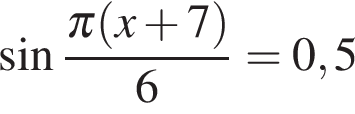 sin π(x + 7)/6 = 0,5